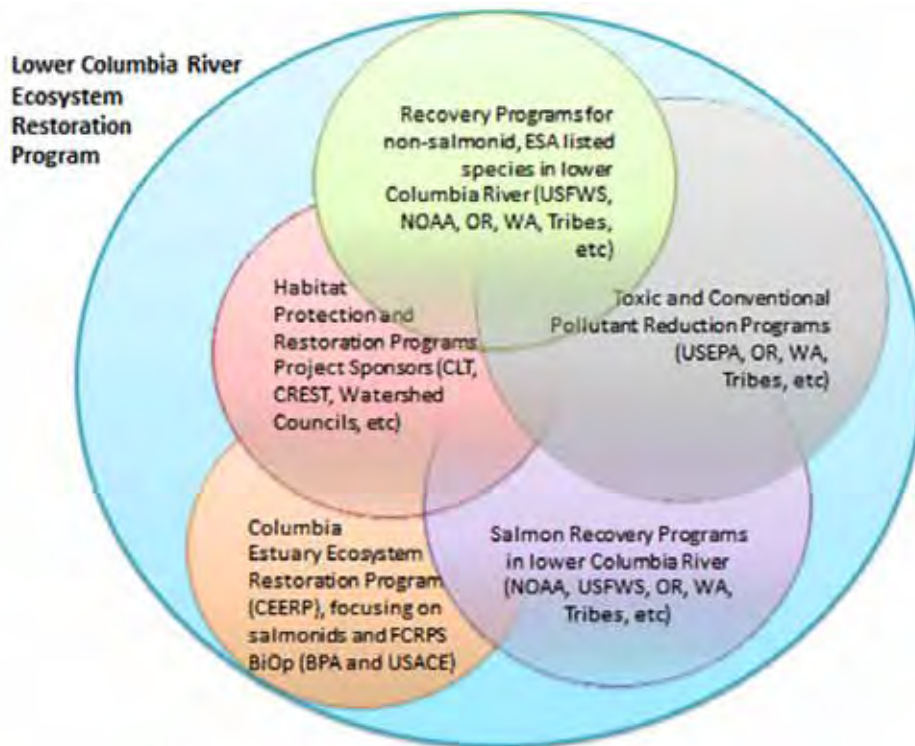 Lower Columbia River
Ecosystem
Restoration
Program
Recovery Programs for
non-salmonid, ESA listed
species in lower
Columbia River (USFWS,
NOAA, OR, WA, Tribes,
etc)
Habitat
Protection and
Restoration Programs
Project Sponsors (CLT,
CREST, Watershed
Councils, etc)
Toxic and Conventional
Pollutant Reduction Programs
(USEPA, OR, WA,
Tribes, etc)
Columbia
Estuary Ecosystem
Restoration Program
(CEERP), focusing on
salmonids and FCRPS
BiOp (BPA and USACE)
Salmon Recovery Programs
in lower Columbia River
(NOAA, USFWS, OR, WA,
Tribes, etc)